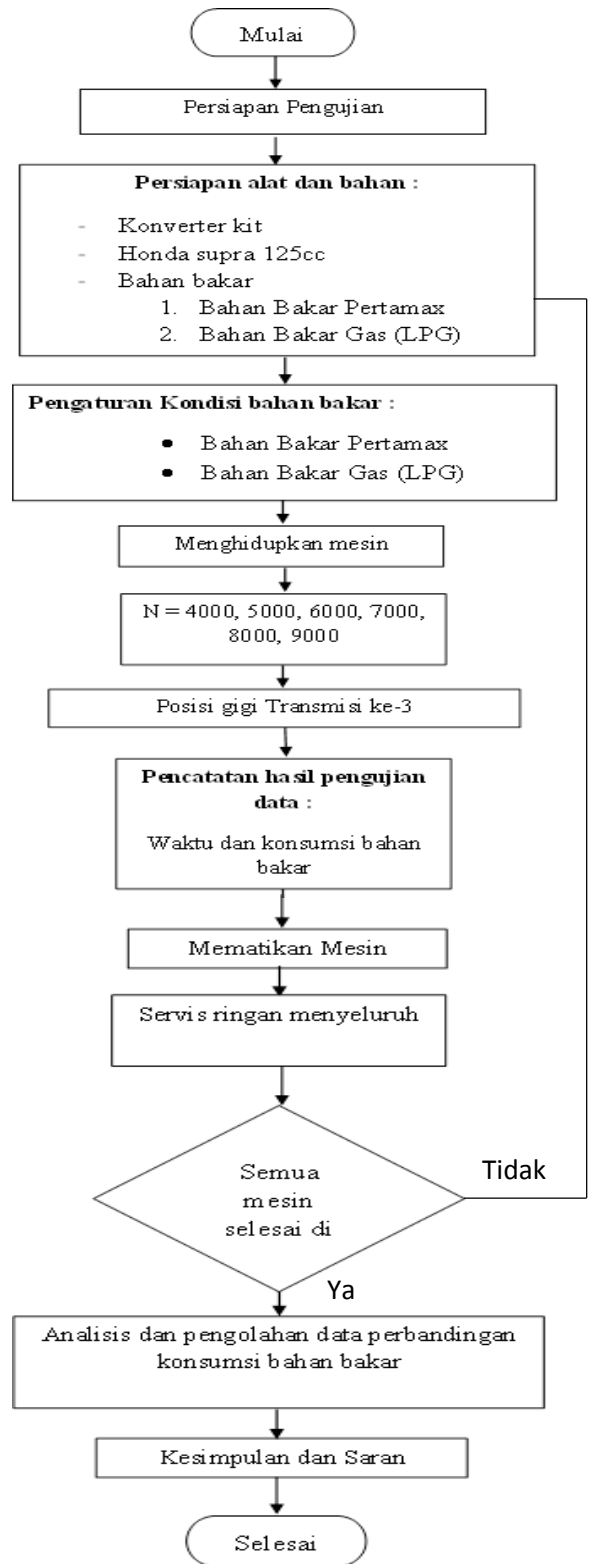 Mulai
Persiapan Pengujian
Persiapan alat dan bahan :
- Konverter kit
- Honda supra 125cc
- Bahan bakar
1. Bahan Bakar Pertamax
2. Bahan Bakar Gas (LPG)
Pengaturan Kondisi bahan bakar :
• Bahan Bakar Pertamax
• Bahan Bakar Gas (LPG)
Menghidupkan mesin
N = 4000, 5000, 6000, 7000,
8000, 9000
Posisi gigi Transmisi ke-3
Pencatatan hasil pengujian
data :
Waktu dan konsumsi bahan
bakar
Mematikan Mesin
Servis ringan menyeluruh
Semua
mesin
selesai di
Tidak
Ya
Analisis dan pengolahan data perbandingan
konsumsi bahan bakar
Kesimpulan dan Saran
Selesai